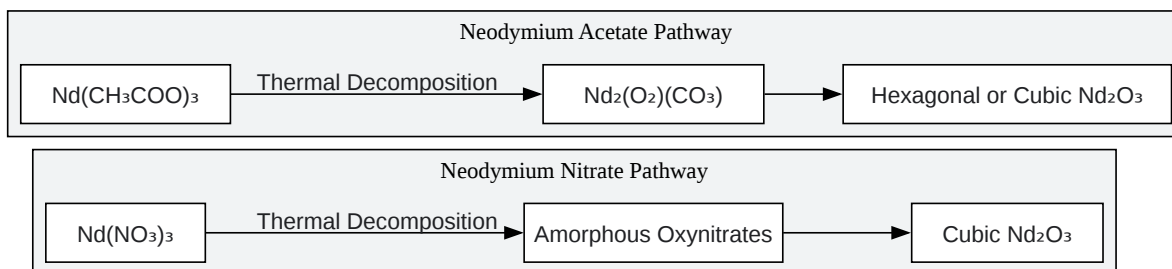 Neodymium Acetate Pathway
Nd(CH₃COO)₃
Thermal Decomposition
Nd₂(O₂)(CO₃)
Hexagonal or Cubic Nd₂O₃
Neodymium Nitrate Pathway
Nd(NO₃)₃
Thermal Decomposition
Amorphous Oxynitrates
Cubic Nd₂O₃